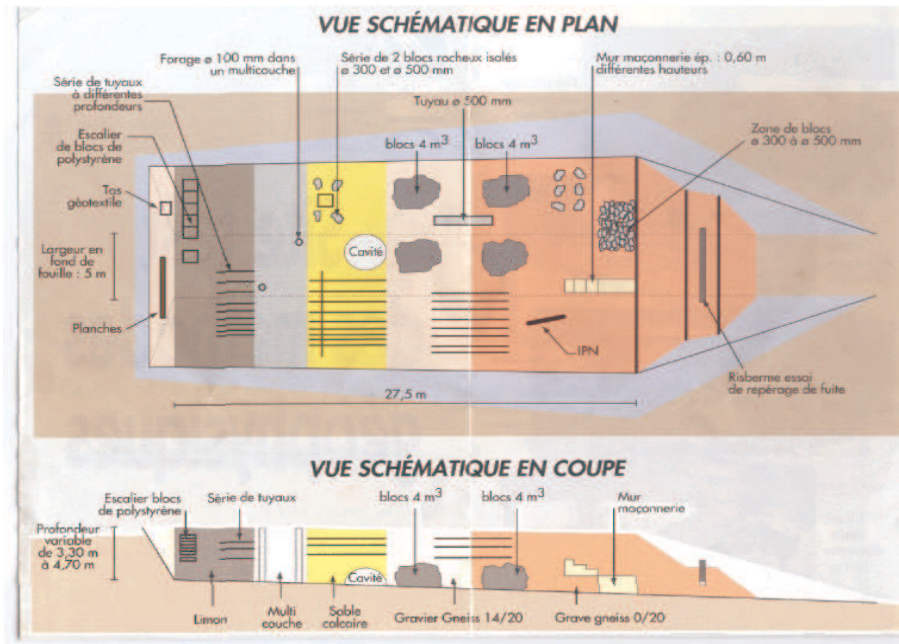 VUE SCHÉMATIQUE EN PLAN
Forage ø 100 mm dans
un multicouche
Série de 2 blocs rocheux isolés
ø 300 et ø 500 mm
Mur maçonnerie ép. : 0,60 m
différentes hauteurs
Série de tuyaux
à différentes
profondeurs
Tuyau ø 500 mm
Escalier
de blocs de
polystyrène
blocs 4 m³
blocs 4 m³
Zone de blocs
ø 300 à ø 500 mm
Tas
géotextile
Largeur en
fond de
fouille : 5 m
Cavité
Planches
IPN
Risberme essai
de repérage de fuite
27,5 m
VUE SCHÉMATIQUE EN COUPE
Escalier blocs
de polystyrène
Série de tuyaux
blocs 4 m³
blocs 4 m³
Mur
maçonnerie
Profondeur
variable
de 3,30 m
à 4,70 m
Cavité
Limon
Multi
couche
Sable
calcaire
Gravier Gneiss 14/20
Grave gneiss 0/20